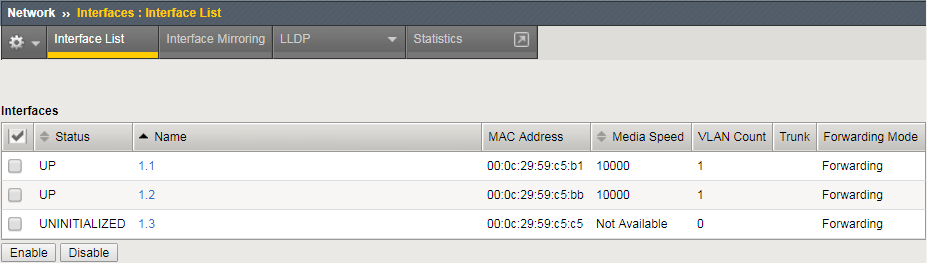 Network ›› Interfaces : Interface List
Interface List Interface Mirroring LLDP Statistics
Interfaces
Status Name MAC Address Media Speed VLAN Count Trunk Forwarding Mode
UP 1.1 00:0c:29:59:c5:b1 10000 1 Forwarding
UP 1.2 00:0c:29:59:c5:bb 10000 1 Forwarding
UNINITIALIZED 1.3 00:0c:29:59:c5:c5 Not Available 0 Forwarding
Enable Disable